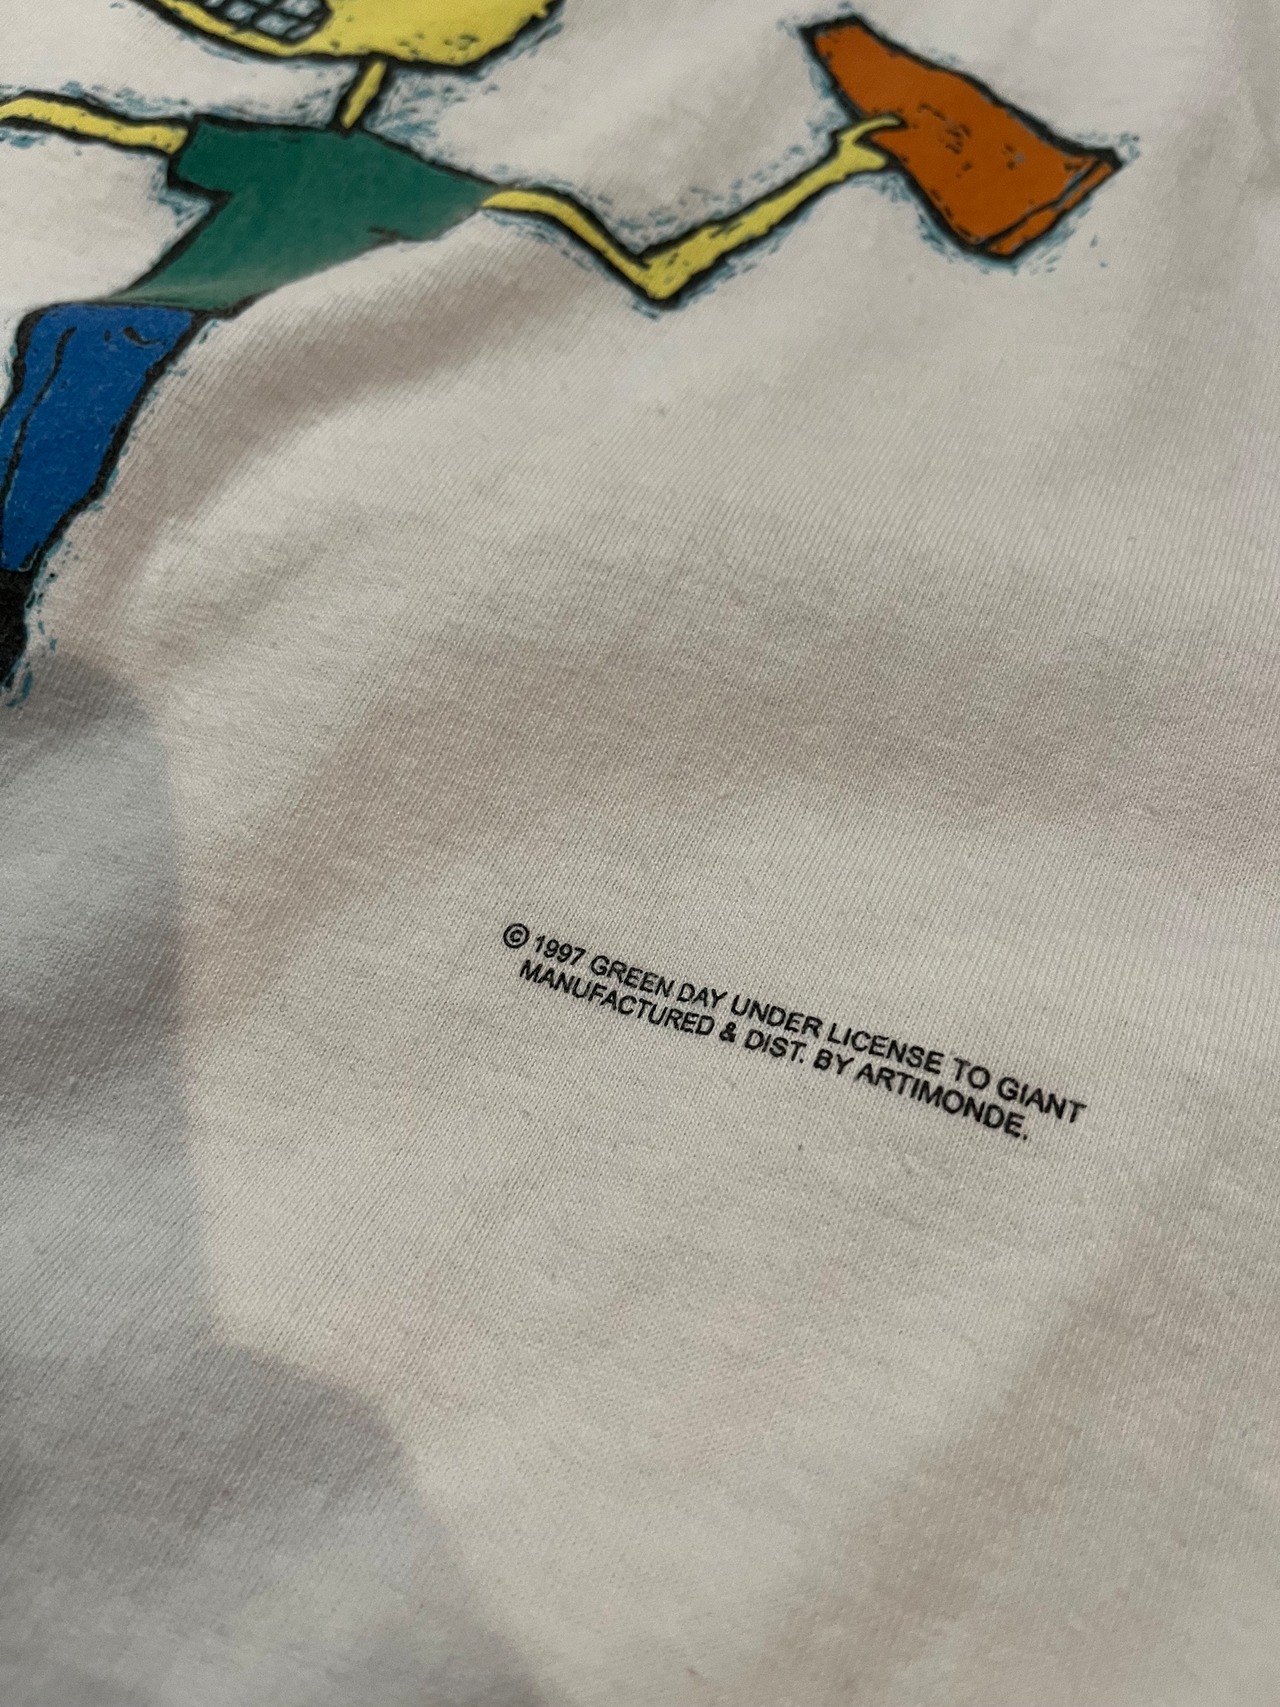 © 1997 GREEN DAY UNDER LICENSE TO GIANT
MANUFACTURED & DIST. BY ARTIMONDE.